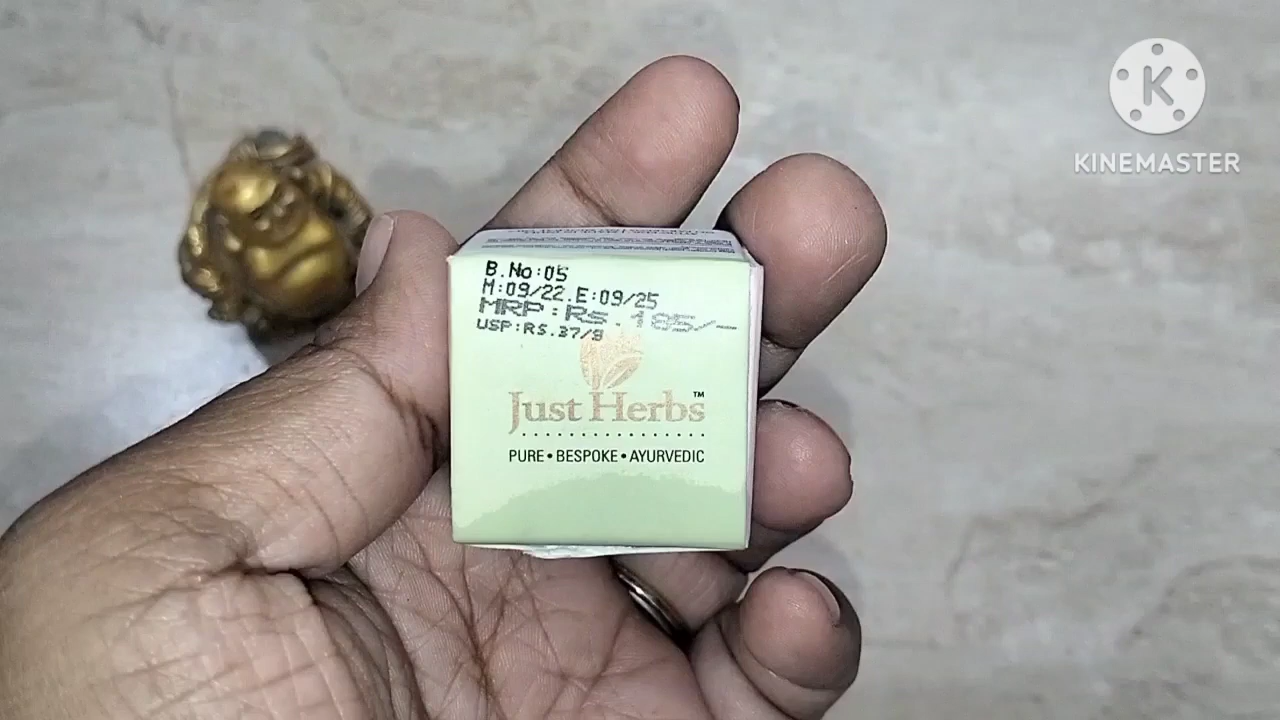 B.No:05
M:09/22.E:09/25
MRP:Rs.185/-
USP:RS.37/g
Just Herbs™
PURE • BESPOKE • AYURVEDIC
K
KINEMASTER